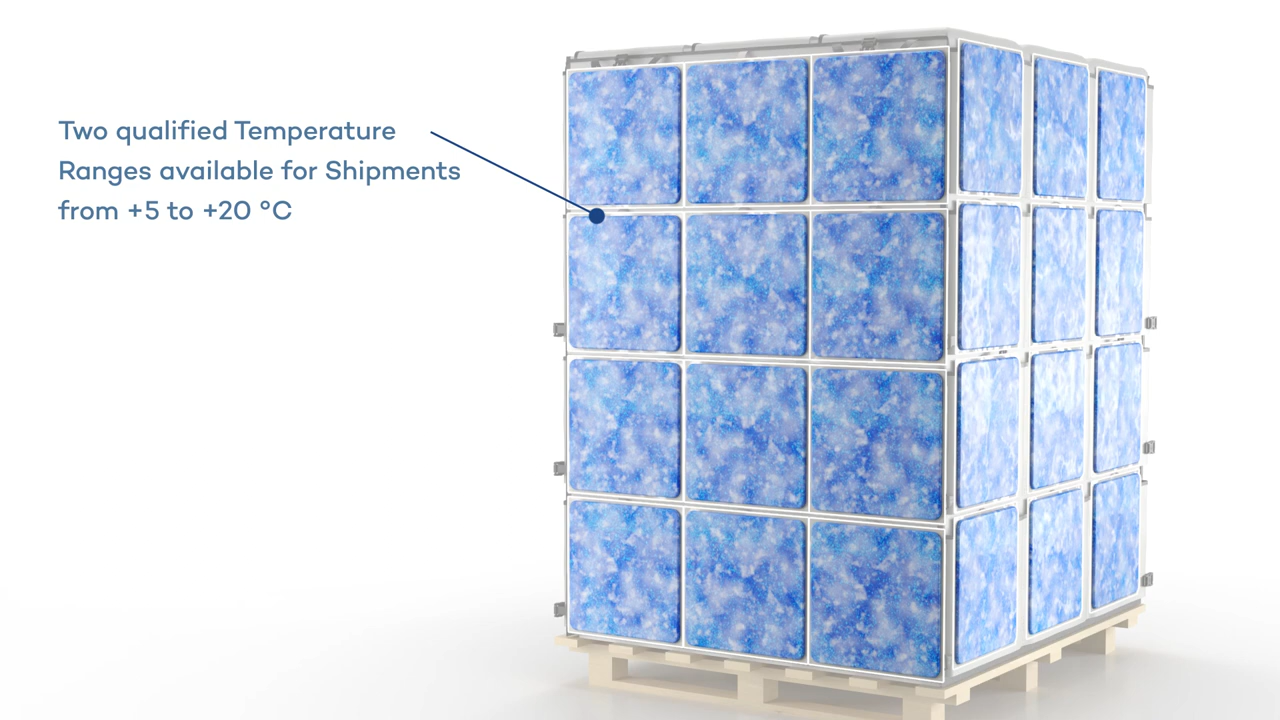 Two qualified Temperature
Ranges available for Shipments
from +5 to +20 °C